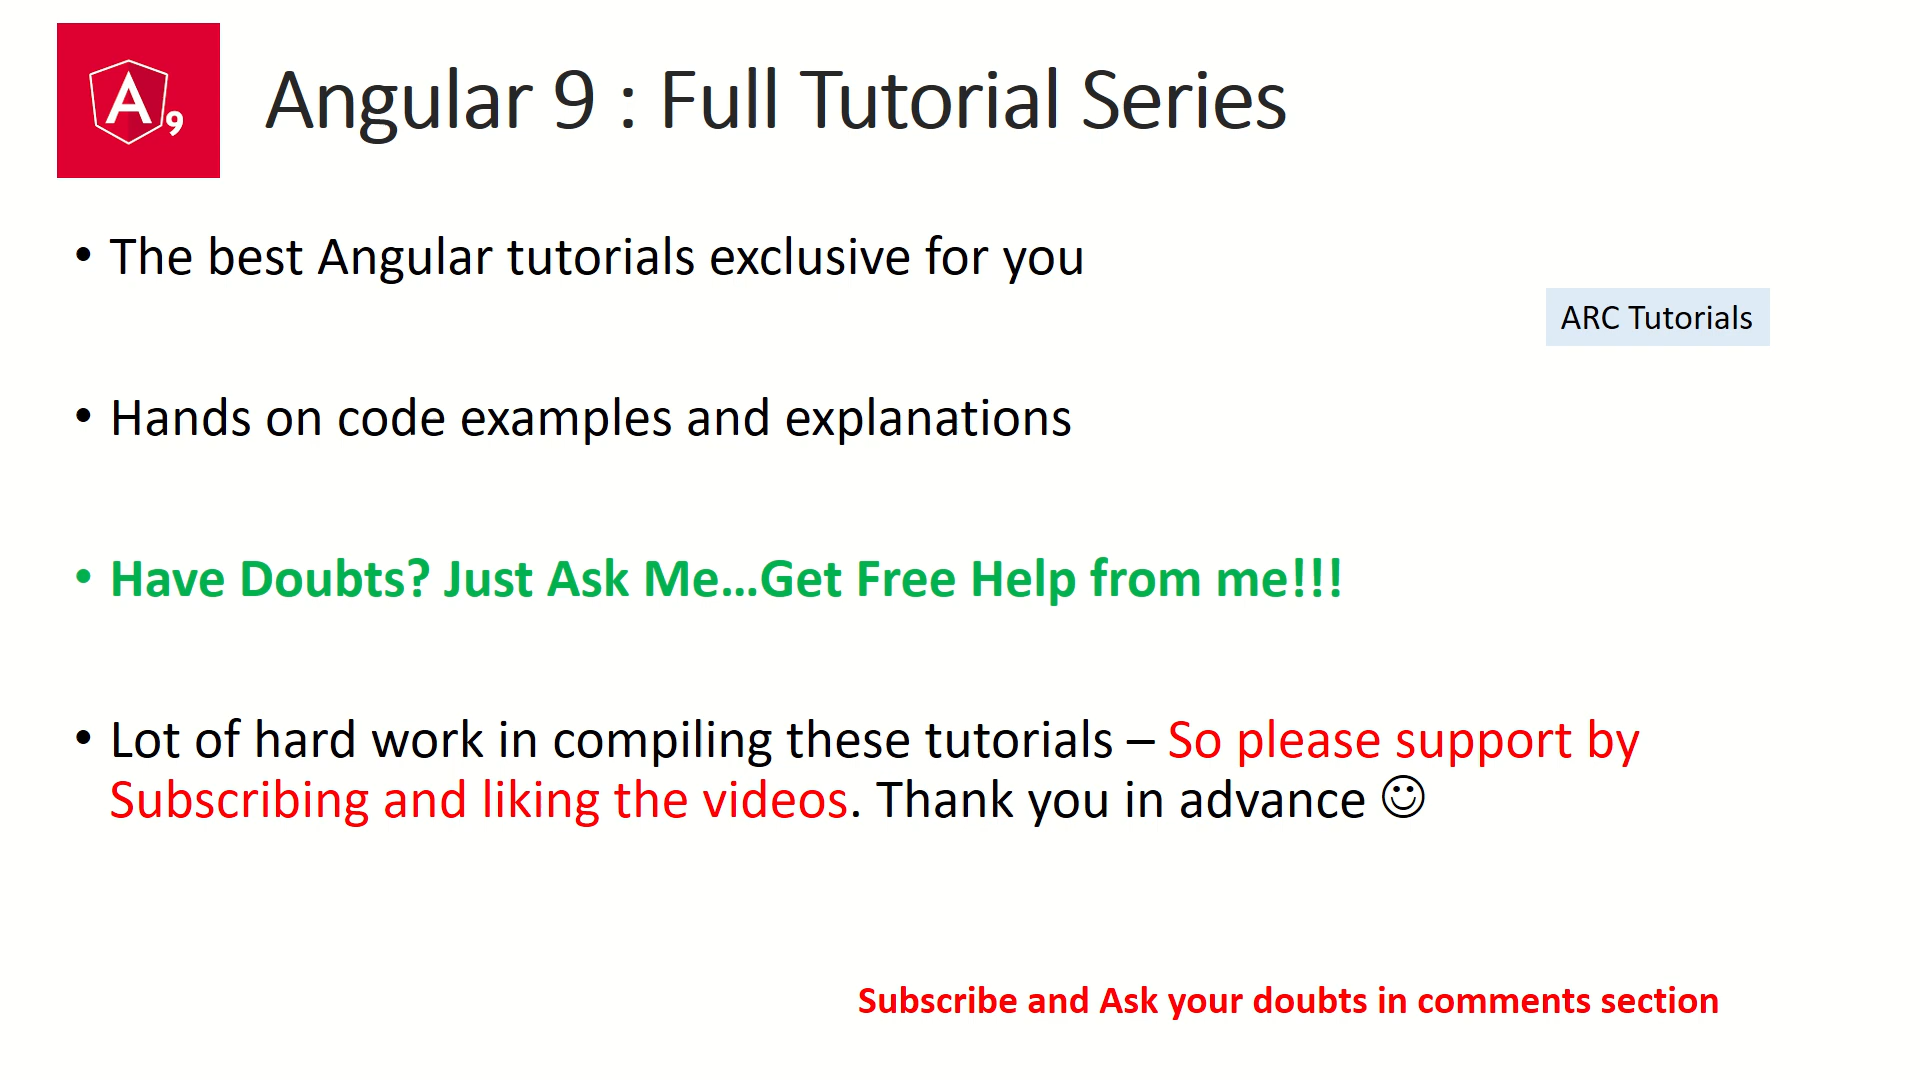 A9
Angular 9 : Full Tutorial Series
• The best Angular tutorials exclusive for you
ARC Tutorials
• Hands on code examples and explanations
• Have Doubts? Just Ask Me...Get Free Help from me!!!
• Lot of hard work in compiling these tutorials – So please support by
Subscribing and liking the videos. Thank you in advance ☺
Subscribe and Ask your doubts in comments section